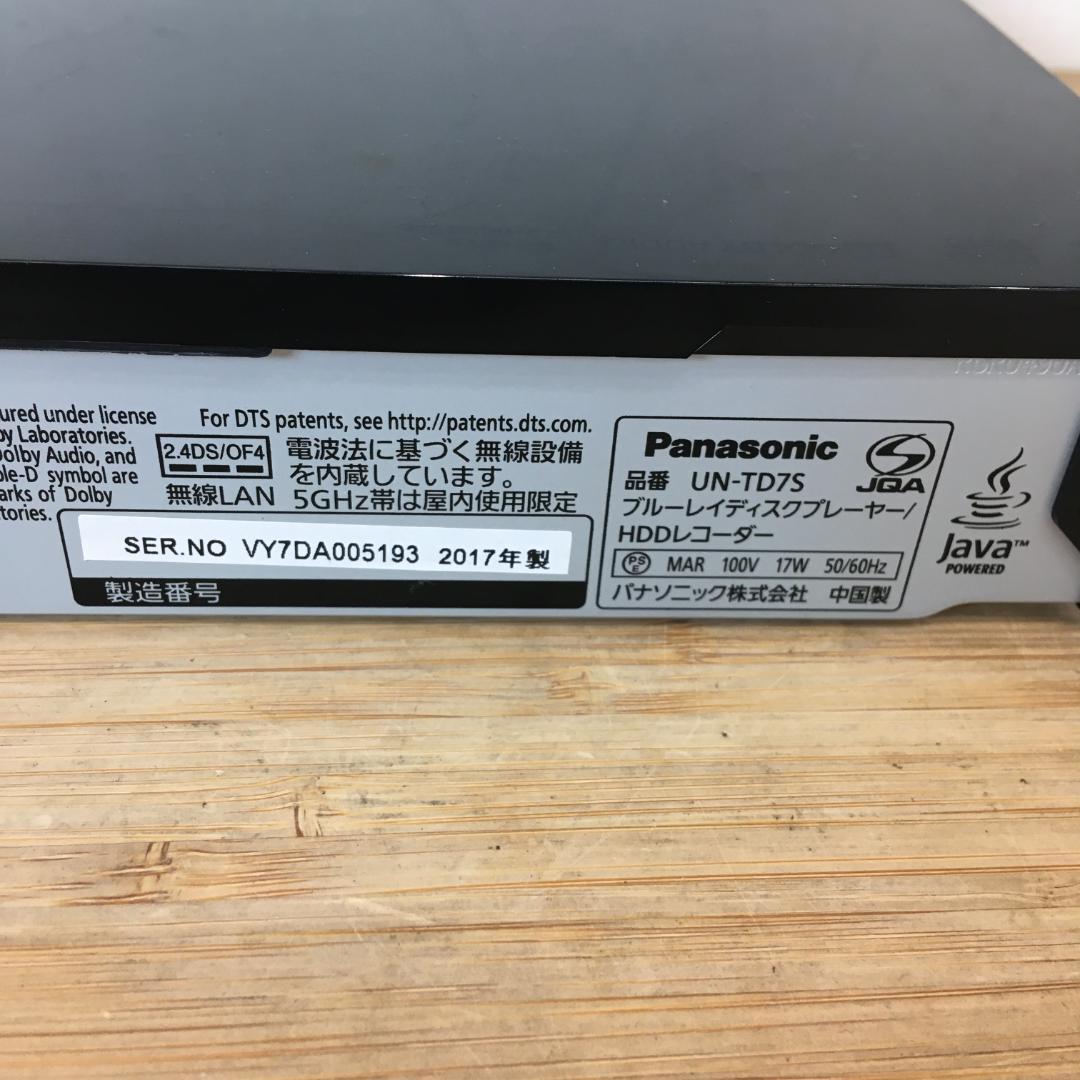 ured under license
by Laboratories.
Dolby Audio, and
ble-D symbol are
arks of Dolby
tories.
For DTS patents, see http://patents.dts.com.
2.4DS/OF4
無線LAN
電波法に基づく無線設備
を内蔵しています。
5GHz帯は屋内使用限定
SER.NO VY7DA005193 2017年製
製造番号
Panasonic
JQA
品番 UN-TD7S
ブルーレイディスクプレーヤー/
HDDレコーダー
PSE MAR 100V 17W 50/60Hz
パナソニック株式会社 中国製
Java™
POWERED